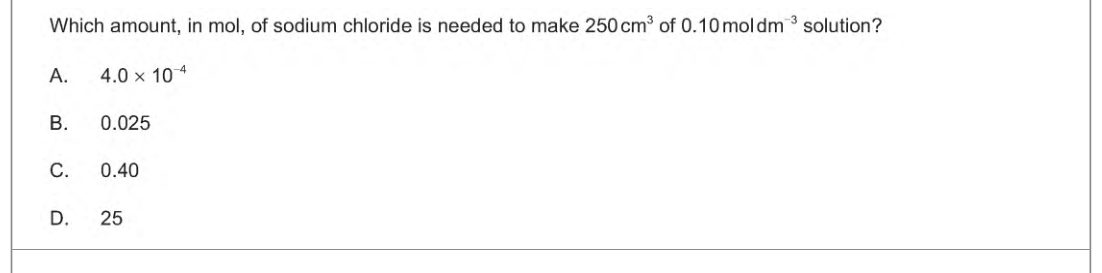 Which amount, in mol, of sodium chloride is needed to make 250 cm³ of 0.10 mol dm⁻³ solution?
A. 4.0 × 10⁻⁴
B. 0.025
C. 0.40
D. 25